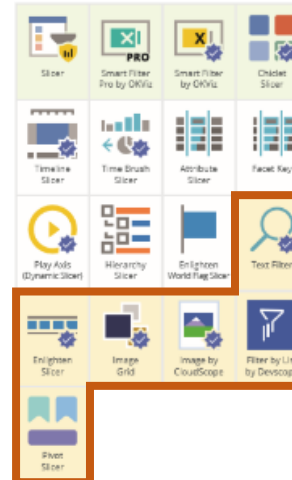 Slicer
PRO
Smart Filter
Pro by OKViz
Smart Filter
by OKViz
Chiclet
Slicer
Timeline
Slicer
Time Brush
Slicer
Attribute
Slicer
Facet Key
Play Axis
(Dynamic Slicer)
Hierarchy
Slicer
Enlighten
World Flag Slicer
Text Filter
Enlighten
Slicer
Image
Grid
Image by
CloudScope
Filter by Lis
by Devscop
Pivot
Slicer